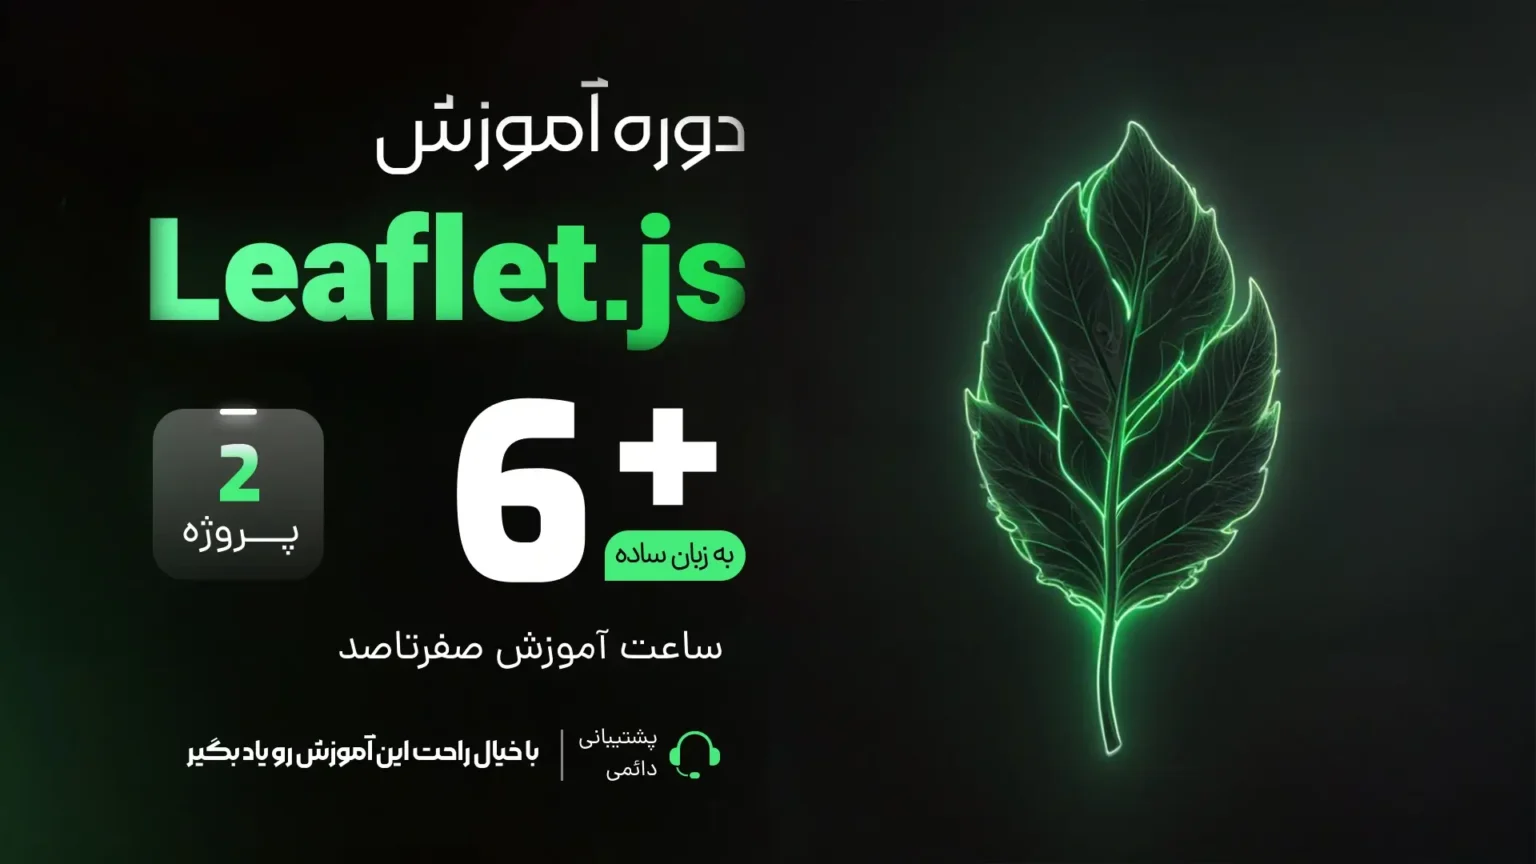 دوره آموزش
Leaflet.js
6+
به زبان ساده
2
پـــروژه
ساعت آموزش صفرتاصد
پشتیبانی
دائمی
با خیال راحت این آموزش رو یاد بگیر